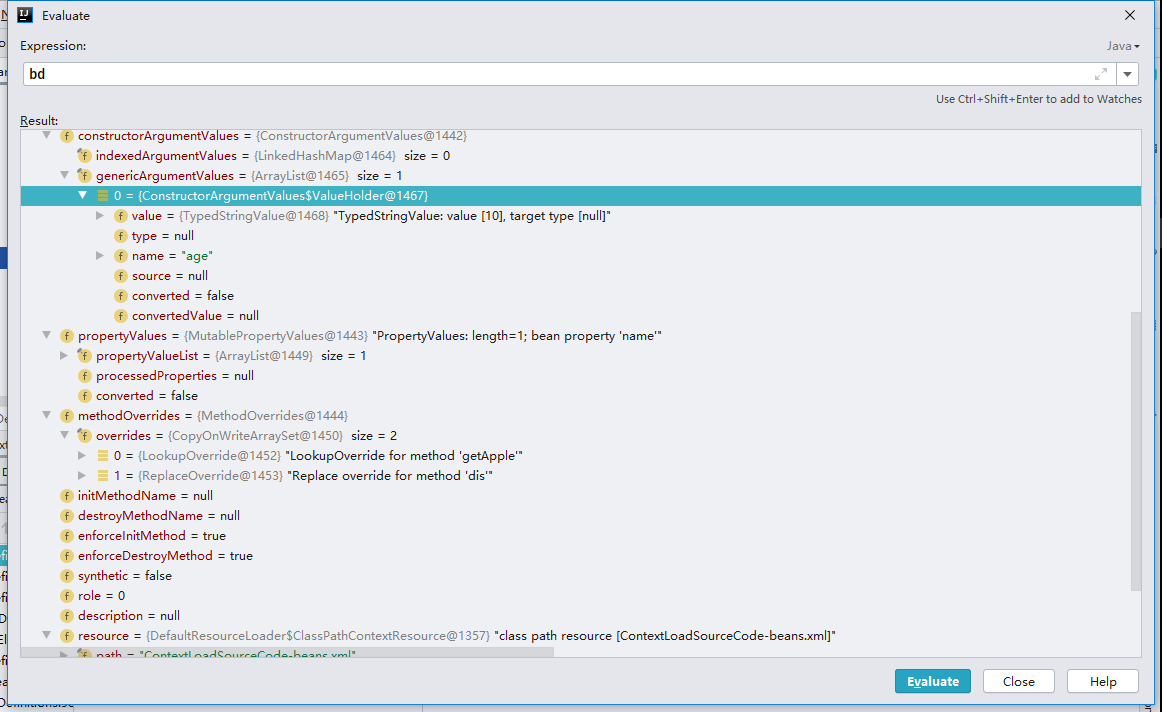 Evaluate
Expression:
Java
bd
Use Ctrl+Shift+Enter to add to Watches
Result:
constructorArgumentValues = {ConstructorArgumentValues@1442}
indexedArgumentValues = {LinkedHashMap@1464} size = 0
genericArgumentValues = {ArrayList@1465} size = 1
0 = {ConstructorArgumentValues$ValueHolder@1467}
value = {TypedStringValue@1468} "TypedStringValue: value [10], target type [null]"
type = null
name = "age"
source = null
converted = false
convertedValue = null
propertyValues = {MutablePropertyValues@1443} "PropertyValues: length=1; bean property 'name'"
propertyValueList = {ArrayList@1449} size = 1
processedProperties = null
converted = false
methodOverrides = {MethodOverrides@1444}
overrides = {CopyOnWriteArraySet@1450} size = 2
0 = {LookupOverride@1452} "LookupOverride for method 'getApple'"
1 = {ReplaceOverride@1453} "Replace override for method 'dis'"
initMethodName = null
destroyMethodName = null
enforceInitMethod = true
enforceDestroyMethod = true
synthetic = false
role = 0
description = null
resource = {DefaultResourceLoader$ClassPathContextResource@1357} "class path resource [ContextLoadSourceCode-beans.xml]"
path = "ContextLoadSourceCode-beans.xml"
Evaluate
Close
Help